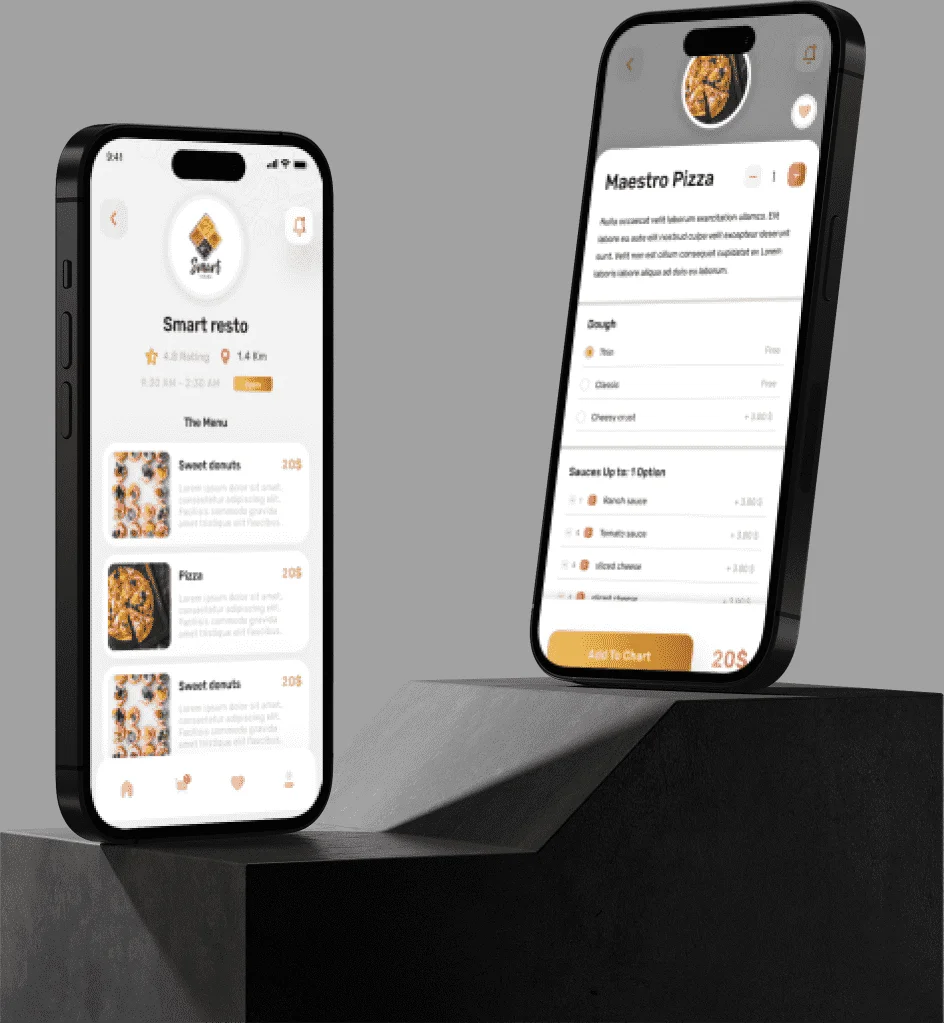 9:41
Smart
Smart resto
4.8 Rating 1.4 Km
9:30 AM - 2:30 AM Open
The Menu
Sweet donuts 20$
Lorem ipsum dolor sit amet,
consectetur adipiscing elit.
Facilisis commodo gravida
amet tristique elit faucibus.
Pizza 20$
Lorem ipsum dolor sit amet,
consectetur adipiscing elit.
Facilisis commodo gravida
amet tristique elit faucibus.
Sweet donuts 20$
Lorem ipsum dolor sit amet,
consectetur adipiscing elit.
Facilisis commodo gravida
amet tristique elit faucibus.
Maestro Pizza 1
Nulla occaecat velit laborum exercitation ullamco. Elit
labore eu aute elit nostrud culpa velit excepteur deserunt
sunt. Velit non est cillum consequat cupidatat ex Lorem
laboris labore aliqua ad duis eu laborum.
Dough
Thin Free
Classic Free
Cheesy crust + 3.80 $
Sauces Up to: 1 Option
Ranch sauce + 3.80 $
4 Tomato sauce + 3.80 $
4 sliced cheese + 3.80 $
4 sliced cheese + 3.80 $
Add To Chart 20$